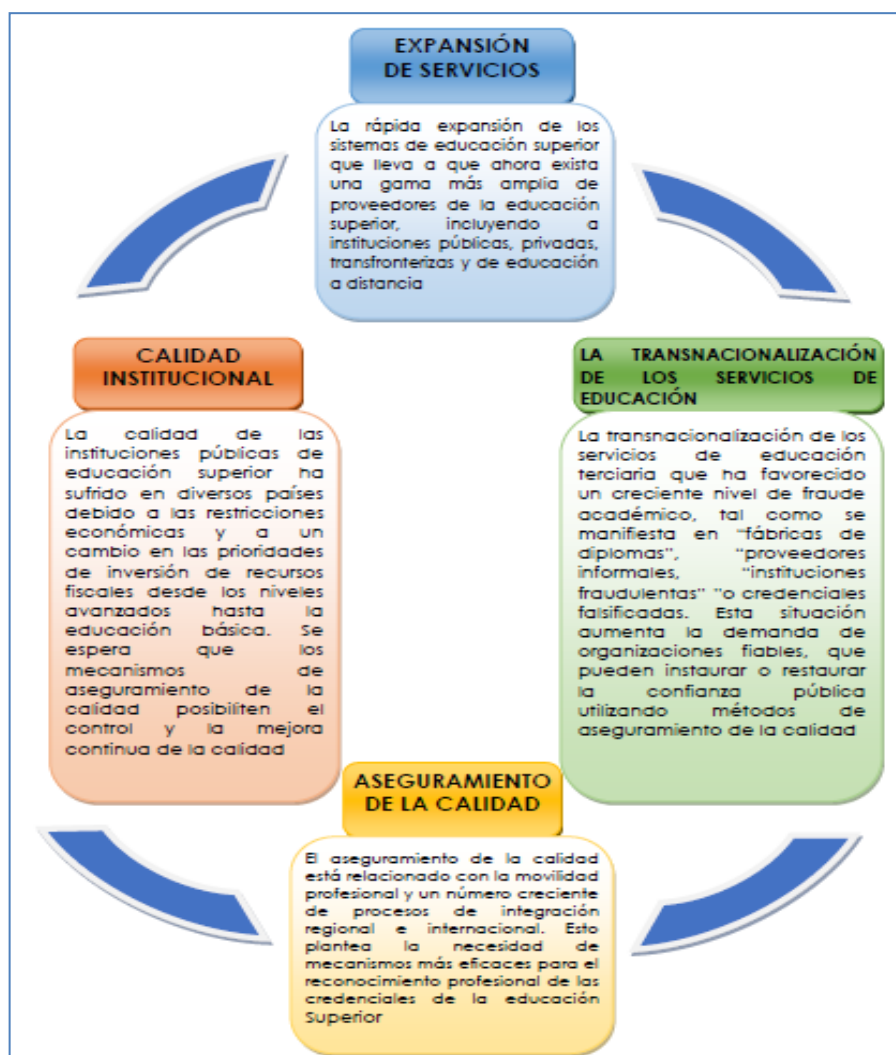 EXPANSIÓN
DE SERVICIOS
La rápida expansión de los
sistemas de educación superior
que lleva a que ahora exista
una gama más amplia de
proveedores de la educación
superior, incluyendo a
instituciones públicas, privadas,
transfronterizas y de educación
a distancia
CALIDAD
INSTITUCIONAL
La calidad de las
instituciones públicas de
educación superior ha
sufrido en diversos países
debido a las restricciones
económicas y a un
cambio en las prioridades
de inversión de recursos
fiscales desde los niveles
avanzados hasta la
educación básica. Se
espera que los
mecanismos de
aseguramiento de la
calidad posibiliten el
control y la mejora
continua de la calidad
LA TRANSNACIONALIZACIÓN
DE LOS SERVICIOS DE
EDUCACIÓN
La transnacionalización de los
servicios de educación
terciaria que ha favorecido
un creciente nivel de fraude
académico, tal como se
manifiesta en "fábricas de
diplomas", "proveedores
informales, "instituciones
fraudulentas" "o credenciales
falsificadas. Esta situación
aumenta la demanda de
organizaciones fiables, que
pueden instaurar o restaurar
la confianza pública
utilizando métodos de
aseguramiento de la calidad
ASEGURAMIENTO
DE LA CALIDAD
El aseguramiento de la calidad
está relacionado con la movilidad
profesional y un número creciente
de procesos de integración
regional e internacional. Esto
plantea la necesidad de
mecanismos más eficaces para el
reconocimiento profesional de las
credenciales de la educación
Superior